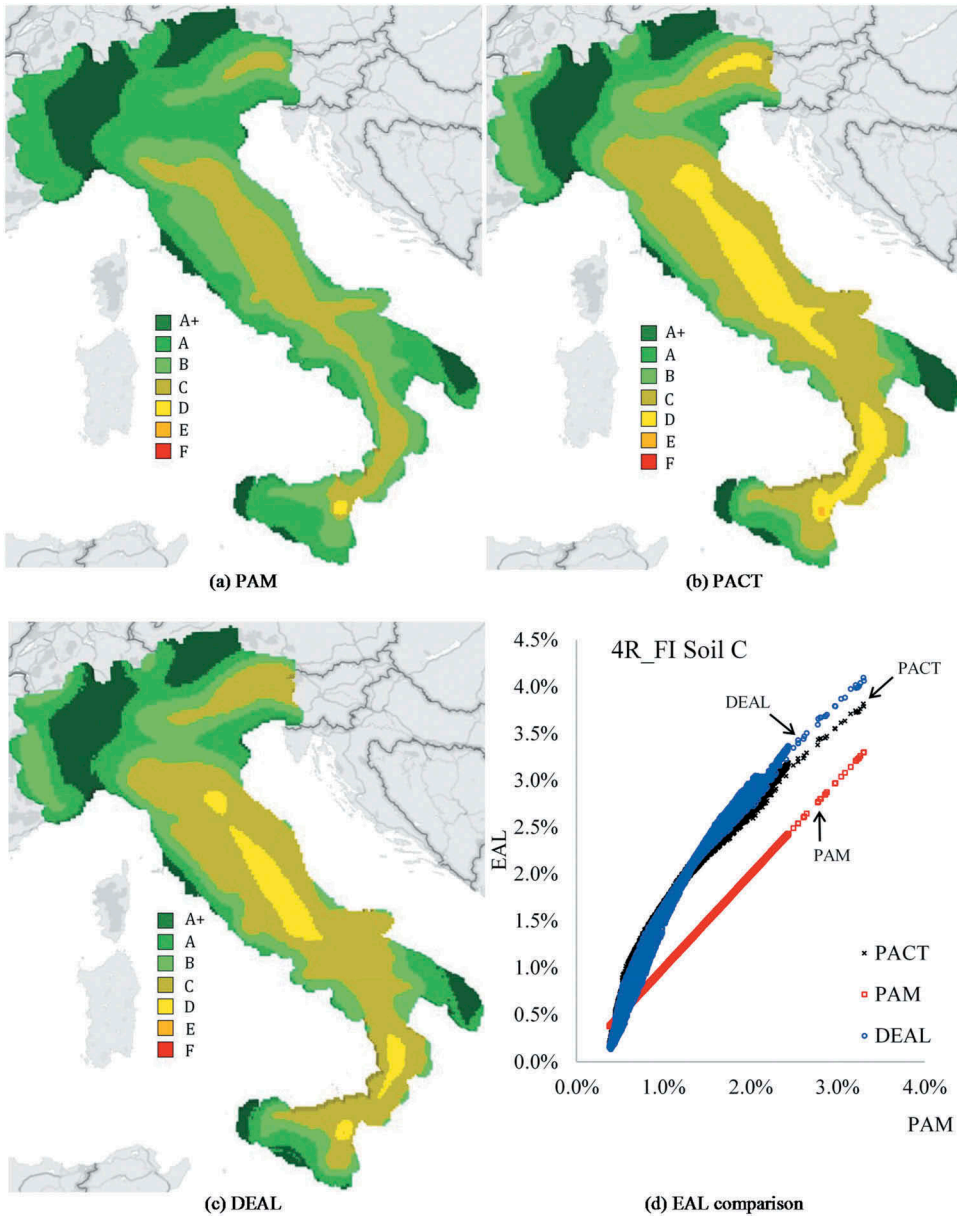 A+
A
B
C
D
E
F
(a) PAM
A+
A
B
C
D
E
F
(b) PACT
A+
A
B
C
D
E
F
(c) DEAL
4R_FI Soil C
EAL
4.5%
4.0%
3.5%
3.0%
2.5%
2.0%
1.5%
1.0%
0.5%
0.0%
DEAL
PACT
PAM
PACT
PAM
DEAL
0.0%
1.0%
2.0%
3.0%
4.0%
PAM
(d) EAL comparison